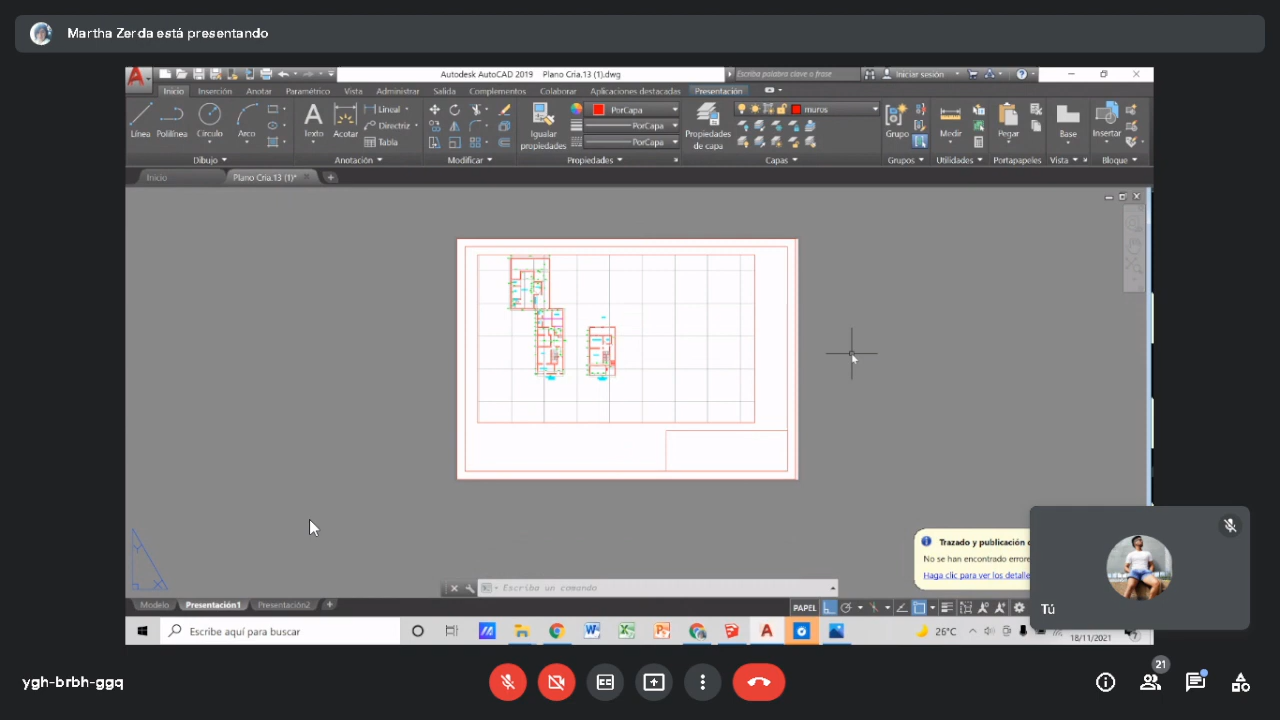 Martha Zerda está presentando
Autodesk AutoCAD 2019 Plano Cria.13 (1).dwg
Escriba palabra clave o frase
Iniciar sesión
Inicio Inserción Anotar Paramétrico Vista Administrar Salida Complementos Colaborar Aplicaciones destacadas Presentación
Línea Polilínea Círculo Arco
Texto Acotar
Lineal
Directriz
Tabla
Igualar propiedades
PorCapa
PorCapa
PorCapa
Propiedades de capa
muros
Grupo
Medir
Pegar
Base
Insertar
Dibujo Anotación Modificar Propiedades Capas Grupos Utilidades Portapapeles Vista Bloque
Inicio Plano Cria.13 (1)*
Trazado y publicación
No se han encontrado errore
Haga clic para ver los detalle
Escriba un comando
Modelo Presentación1 Presentación2
PAPEL
Tú
Escribe aquí para buscar
26°C
18/11/2021
ygh-brbh-ggq
21